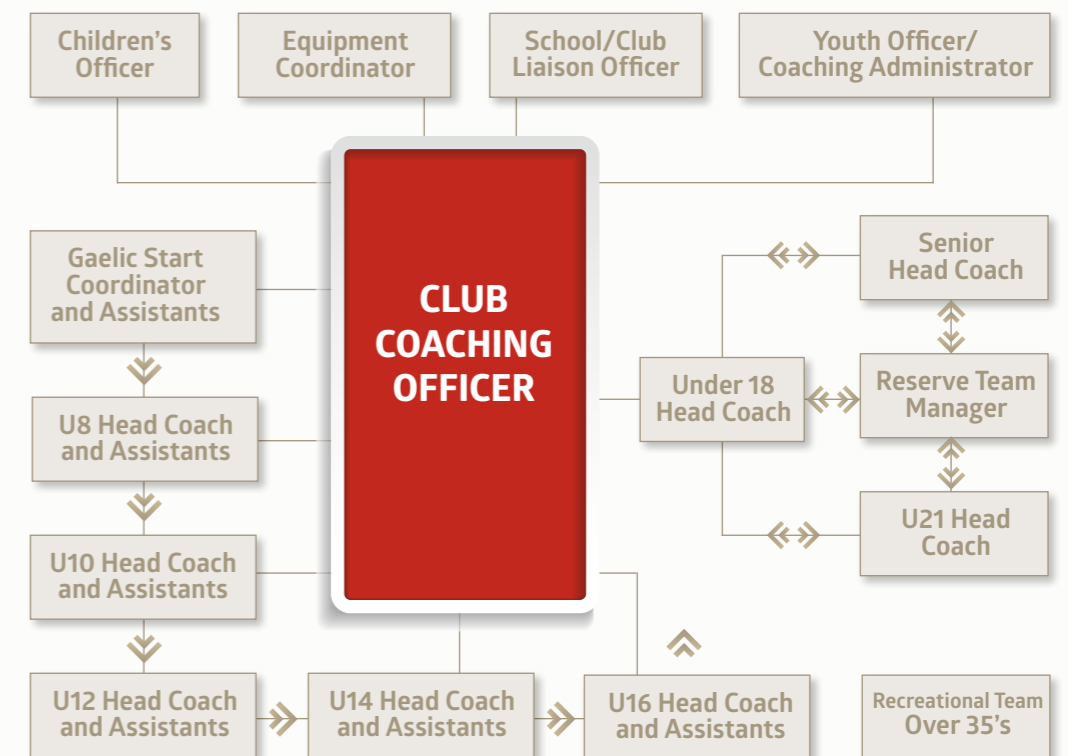 Children's
Officer
Equipment
Coordinator
School/Club
Liaison Officer
Youth Officer/
Coaching Administrator
CLUB
COACHING
OFFICER
Gaelic Start
Coordinator
and Assistants
U8 Head Coach
and Assistants
U10 Head Coach
and Assistants
U12 Head Coach
and Assistants
U14 Head Coach
and Assistants
U16 Head Coach
and Assistants
Under 18
Head Coach
Senior
Head Coach
Reserve Team
Manager
U21 Head
Coach
Recreational Team
Over 35's